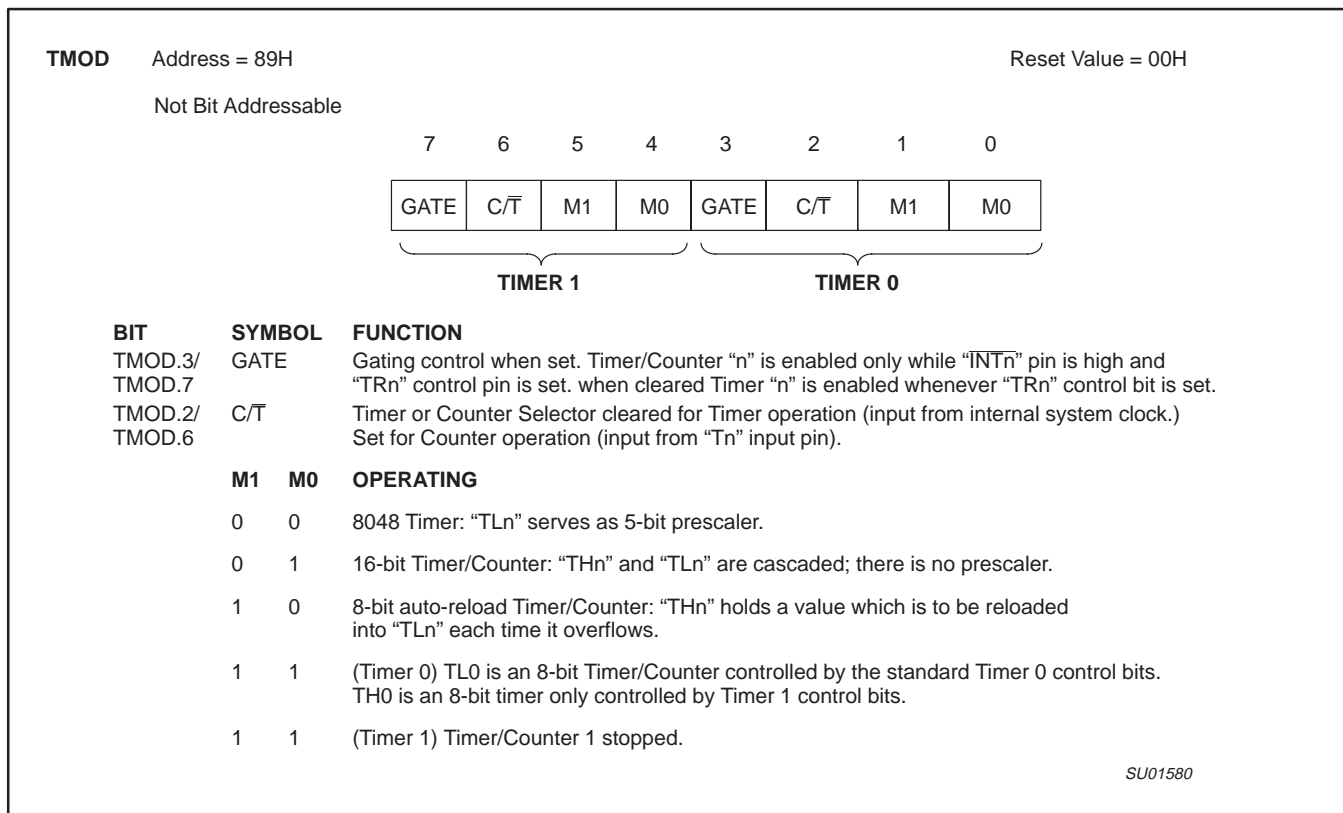 TMOD Address = 89H Reset Value = 00H
Not Bit Addressable
7 6 5 4 3 2 1 0
GATE C/T̅ M1 M0 GATE C/T̅ M1 M0
TIMER 1 TIMER 0
BIT SYMBOL FUNCTION
TMOD.3/ GATE Gating control when set. Timer/Counter “n” is enabled only while “I̅N̅T̅n̅” pin is high and
TMOD.7 “TRn” control pin is set. when cleared Timer “n” is enabled whenever “TRn” control bit is set.
TMOD.2/ C/T̅ Timer or Counter Selector cleared for Timer operation (input from internal system clock.)
TMOD.6 Set for Counter operation (input from “Tn” input pin).
M1 M0 OPERATING
0 0 8048 Timer: “TLn” serves as 5-bit prescaler.
0 1 16-bit Timer/Counter: “THn” and “TLn” are cascaded; there is no prescaler.
1 0 8-bit auto-reload Timer/Counter: “THn” holds a value which is to be reloaded
into “TLn” each time it overflows.
1 1 (Timer 0) TL0 is an 8-bit Timer/Counter controlled by the standard Timer 0 control bits.
TH0 is an 8-bit timer only controlled by Timer 1 control bits.
1 1 (Timer 1) Timer/Counter 1 stopped.
SU01580